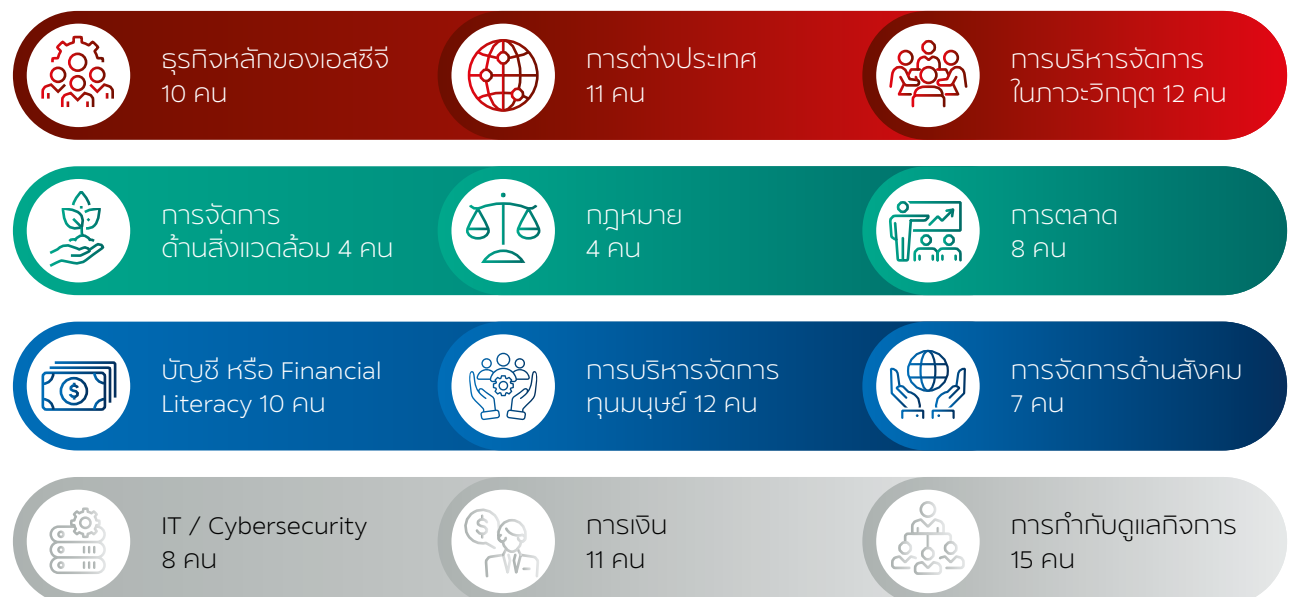 ธุรกิจหลักของเอสซีจี
10 คน
การต่างประเทศ
11 คน
การบริหารจัดการ
ในภาวะวิกฤต 12 คน
การจัดการ
ด้านสิ่งแวดล้อม 4 คน
กฎหมาย
4 คน
การตลาด
8 คน
บัญชี หรือ Financial
Literacy 10 คน
การบริหารจัดการ
ทุนมนุษย์ 12 คน
การจัดการด้านสังคม
7 คน
IT / Cybersecurity
8 คน
การเงิน
11 คน
การกำกับดูแลกิจการ
15 คน